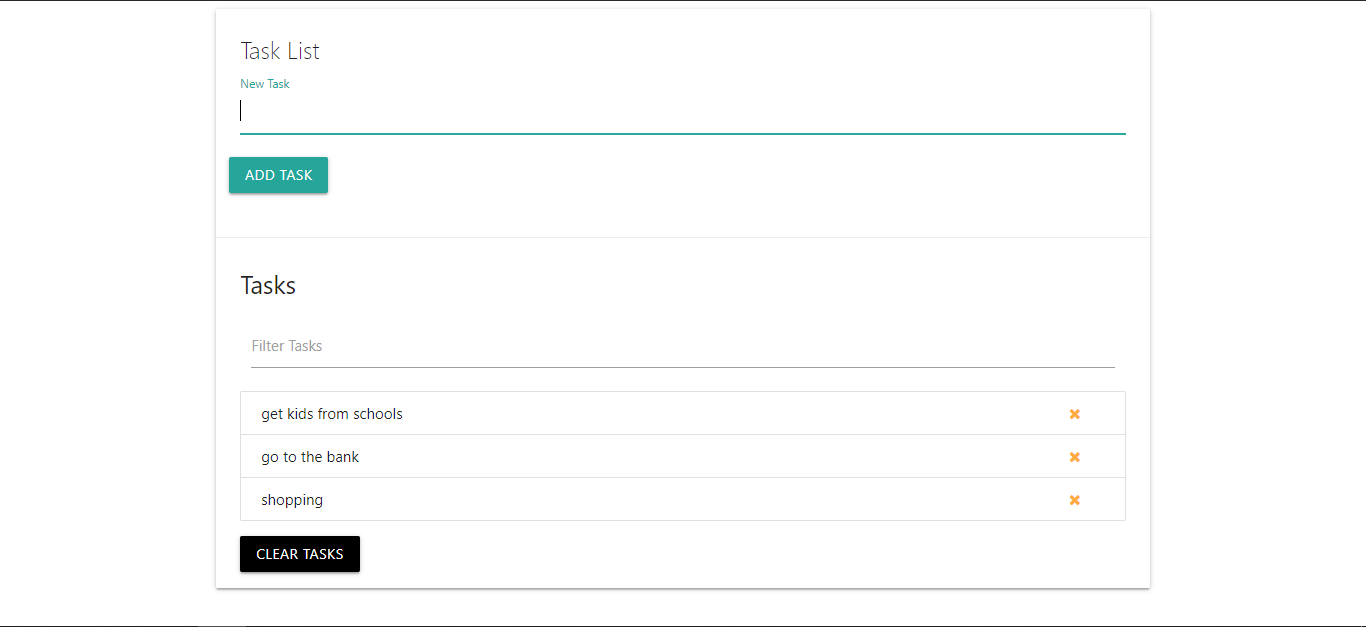 Task List
New Task
ADD TASK
Tasks
Filter Tasks
get kids from schools
go to the bank
shopping
CLEAR TASKS